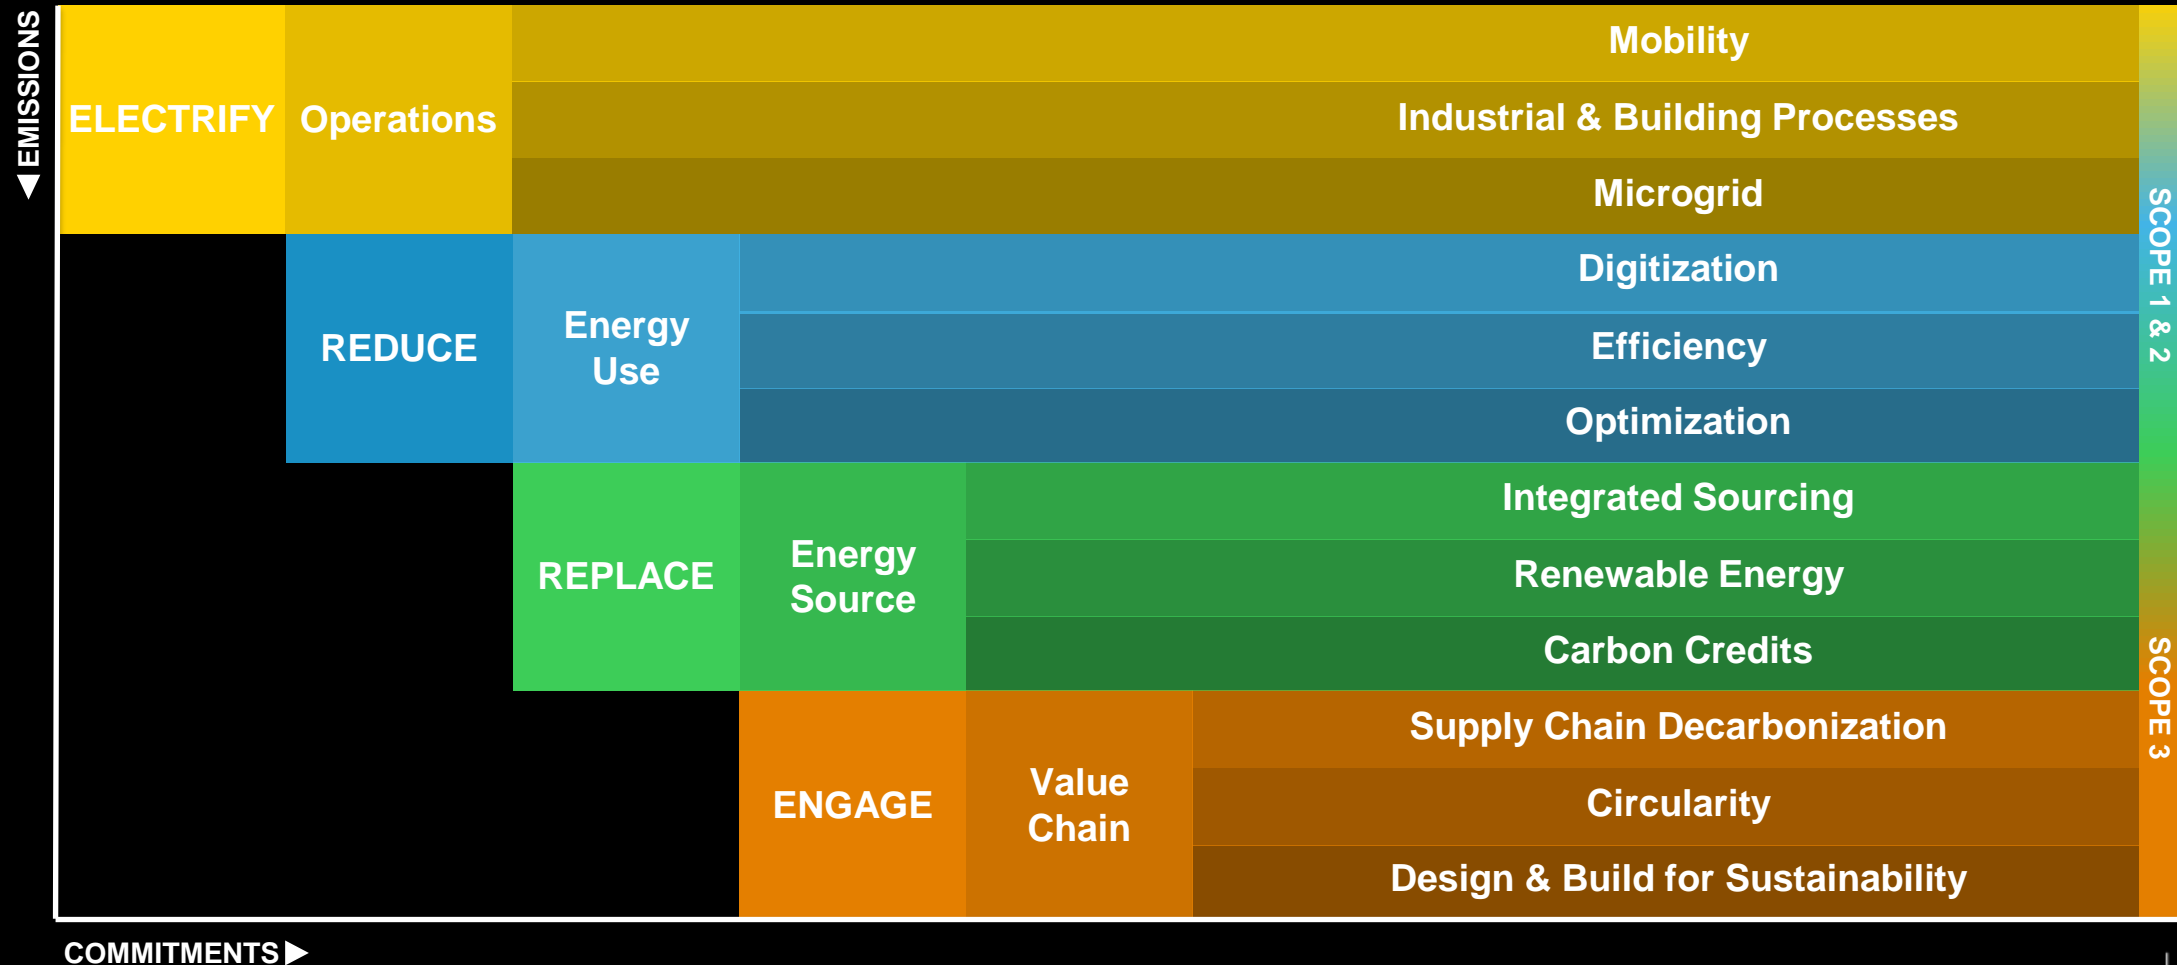 ◀ EMISSIONS
ELECTRIFY
Operations
Mobility
Industrial & Building Processes
Microgrid
REDUCE
Energy
Use
Digitization
Efficiency
Optimization
REPLACE
Energy
Source
Integrated Sourcing
Renewable Energy
Carbon Credits
ENGAGE
Value
Chain
Supply Chain Decarbonization
Circularity
Design & Build for Sustainability
SCOPE 1 & 2
SCOPE 3
COMMITMENTS ▶